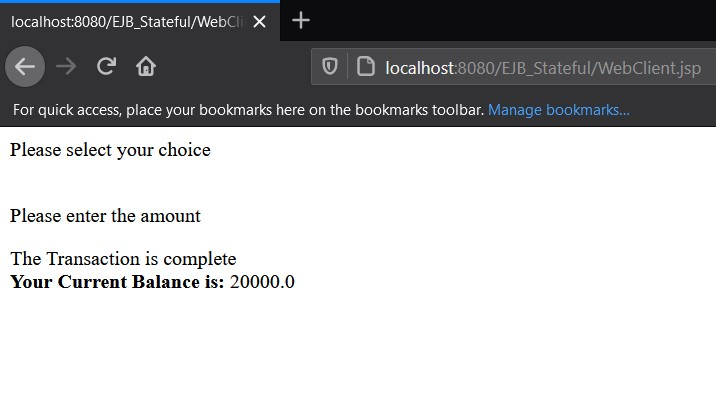 localhost:8080/EJB_Stateful/WebCli
localhost:8080/EJB_Stateful/WebClient.jsp
For quick access, place your bookmarks here on the bookmarks toolbar. Manage bookmarks...
Please select your choice
Please enter the amount
The Transaction is complete
Your Current Balance is: 20000.0